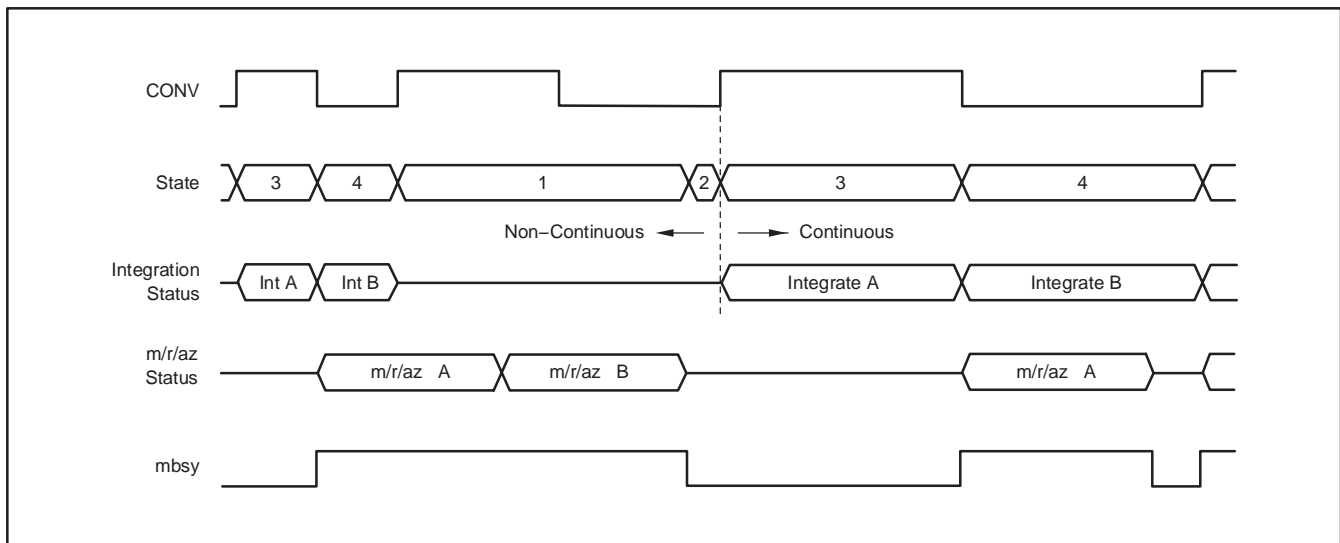 CONV
State
3
4
1
2
3
4
Non−Continuous
Continuous
Integration
Status
Int A
Int B
Integrate A
Integrate B
m/r/az
Status
m/r/az A
m/r/az B
m/r/az A
mbsy